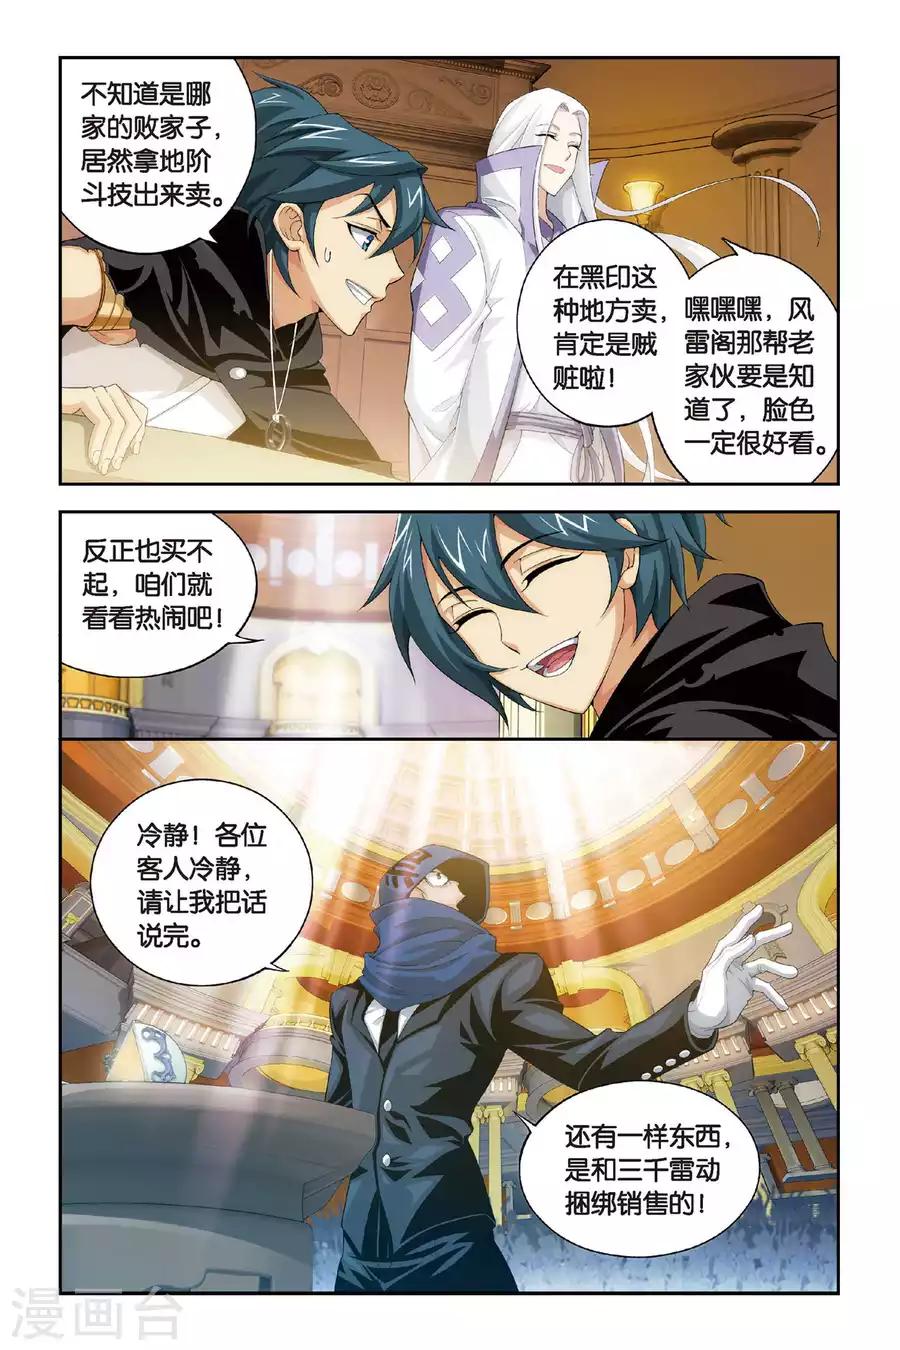 不知道是哪
家的败家子，
居然拿地阶
斗技出来卖。
在黑印这
种地方卖，
肯定是贼
赃啦！
嘿嘿嘿，风
雷阁那帮老
家伙要是知
道了，脸色
一定很好看。
反正也买不
起，咱们就
看看热闹吧！
冷静！各位
客人冷静，
请让我把话
说完。
还有一样东西，
是和三千雷动
捆绑销售的！
漫画台